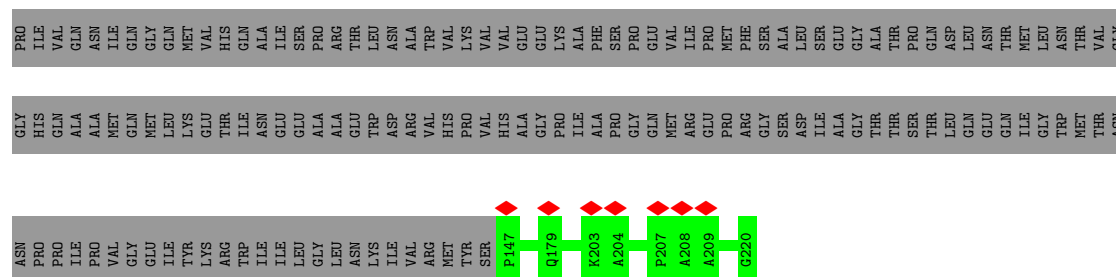 PRO ILE VAL GLN ASN ILE GLN GLY GLN MET VAL HIS GLN ALA ILE SER PRO ARG THR LEU ASN ALA TRP VAL LYS VAL VAL GLU GLU LYS ALA PHE SER PRO GLU VAL ILE PRO MET PHE SER ALA LEU SER GLU GLY ALA THR PRO GLN ASP LEU ASN THR MET LEU ASN THR VAL GLY
GLY HIS GLN ALA ALA MET GLN MET LEU LYS GLU THR ILE ASN GLU GLU ALA ALA GLU TRP ASP ARG VAL HIS PRO VAL HIS ALA GLY PRO ILE ALA PRO GLY GLN MET ARG GLU PRO ARG GLY SER ASP ILE ALA GLY THR THR SER THR LEU GLN GLU GLN ILE GLY TRP MET THR ASN
ASN PRO PRO ILE PRO VAL GLY GLU ILE TYR LYS ARG TRP ILE ILE LEU GLY LEU ASN LYS ILE VAL ARG MET TYR SER P147 Q179 K203 A204 P207 A208 A209 G220